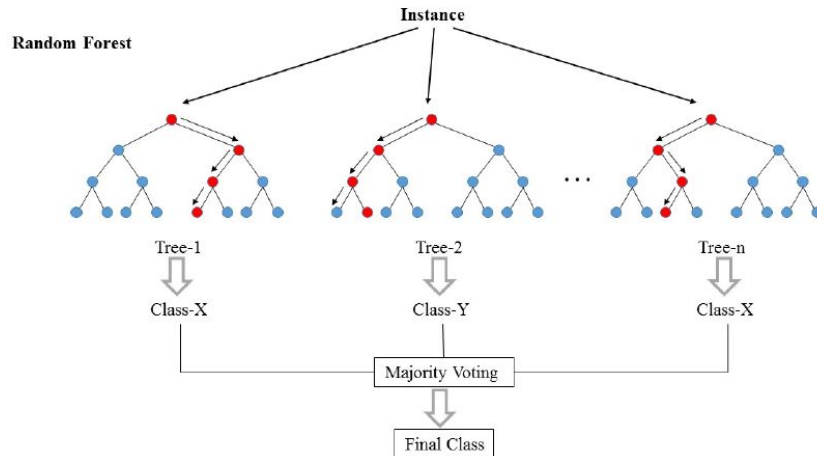 Instance
Random Forest
...
Tree-1
Tree-2
Tree-n
Class-X
Class-Y
Class-X
Majority Voting
Final Class